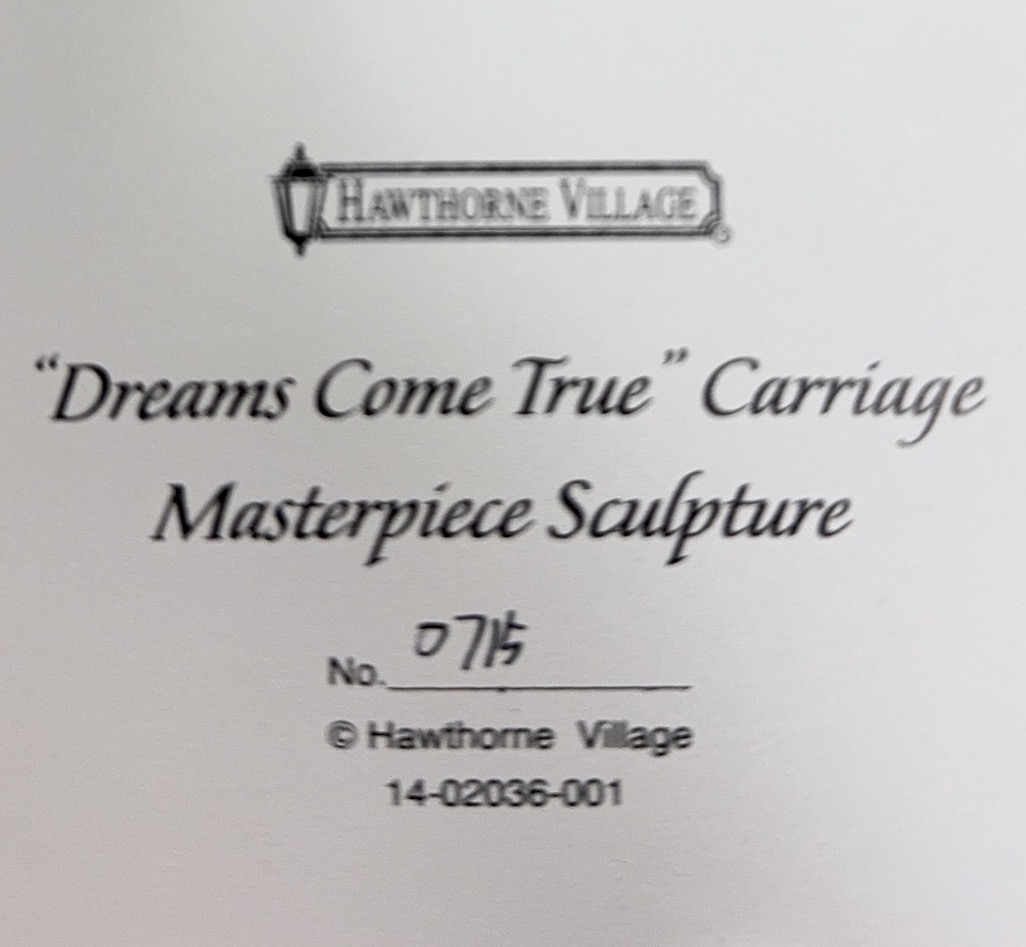 HAWTHORNE VILLAGE
“Dreams Come True” Carriage
Masterpiece Sculpture
No. 0715
© Hawthorne Village
14-02036-001